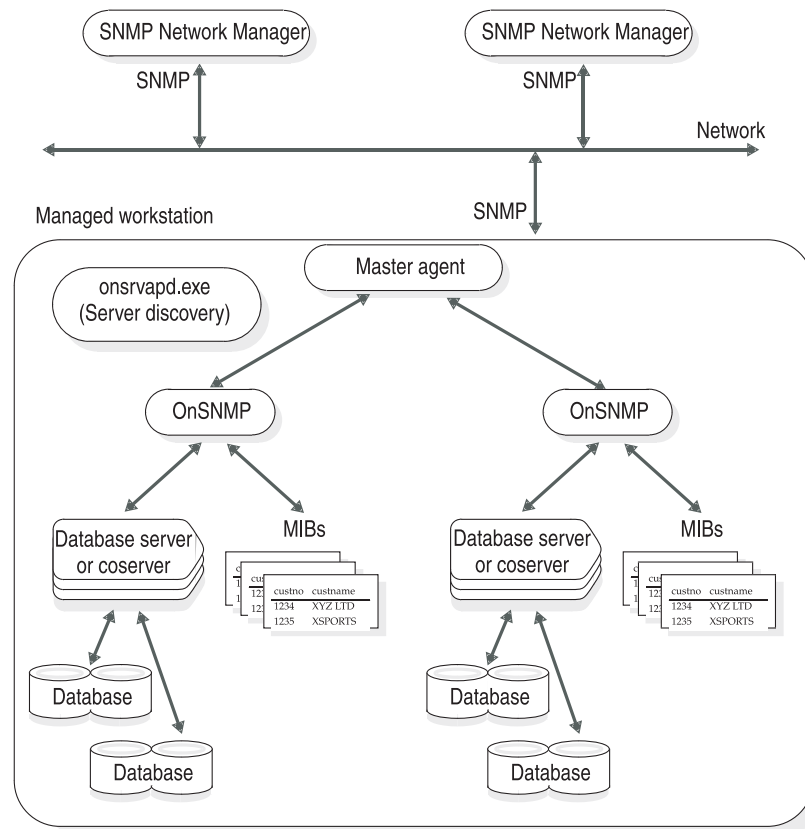 SNMP Network Manager
SNMP Network Manager
SNMP
SNMP
Network
SNMP
Managed workstation
Master agent
onsrvapd.exe
(Server discovery)
OnSNMP
OnSNMP
Database server
or coserver
MIBs
custno custname
1234 XYZ LTD
1235 XSPORTS
Database
Database
Database server
or coserver
MIBs
custno custname
1234 XYZ LTD
1235 XSPORTS
Database
Database